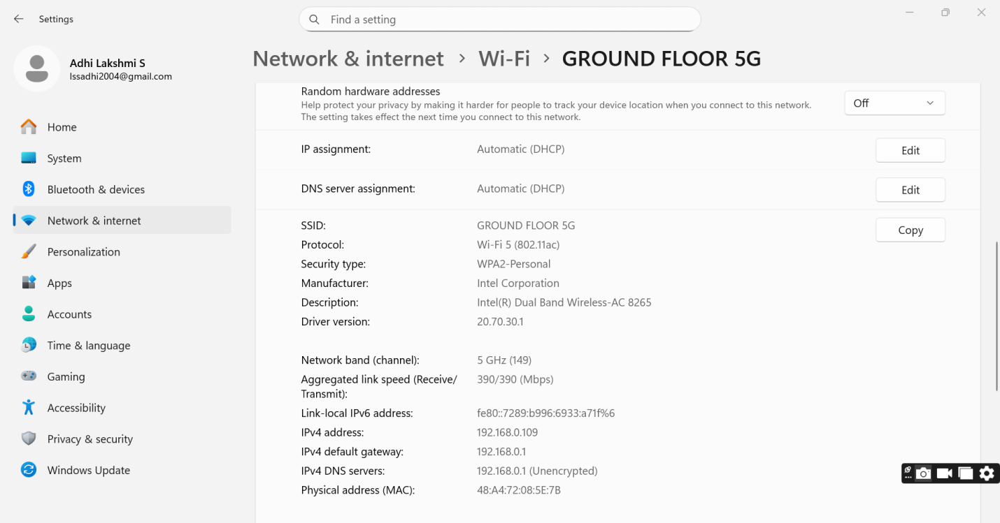 Settings
Find a setting
Adhi Lakshmi S
lssadhi2004@gmail.com
Home
System
Bluetooth & devices
Network & internet
Personalization
Apps
Accounts
Time & language
Gaming
Accessibility
Privacy & security
Windows Update
Network & internet > Wi-Fi > GROUND FLOOR 5G
Random hardware addresses
Help protect your privacy by making it harder for people to track your device location when you connect to this network.
The setting takes effect the next time you connect to this network.
Off
IP assignment: Automatic (DHCP) Edit
DNS server assignment: Automatic (DHCP) Edit
SSID: GROUND FLOOR 5G Copy
Protocol: Wi-Fi 5 (802.11ac)
Security type: WPA2-Personal
Manufacturer: Intel Corporation
Description: Intel(R) Dual Band Wireless-AC 8265
Driver version: 20.70.30.1
Network band (channel): 5 GHz (149)
Aggregated link speed (Receive/ 390/390 (Mbps)
Transmit):
Link-local IPv6 address: fe80::7289:b996:6933:a71f%6
IPv4 address: 192.168.0.109
IPv4 default gateway: 192.168.0.1
IPv4 DNS servers: 192.168.0.1 (Unencrypted)
Physical address (MAC): 48:A4:72:08:5E:7B